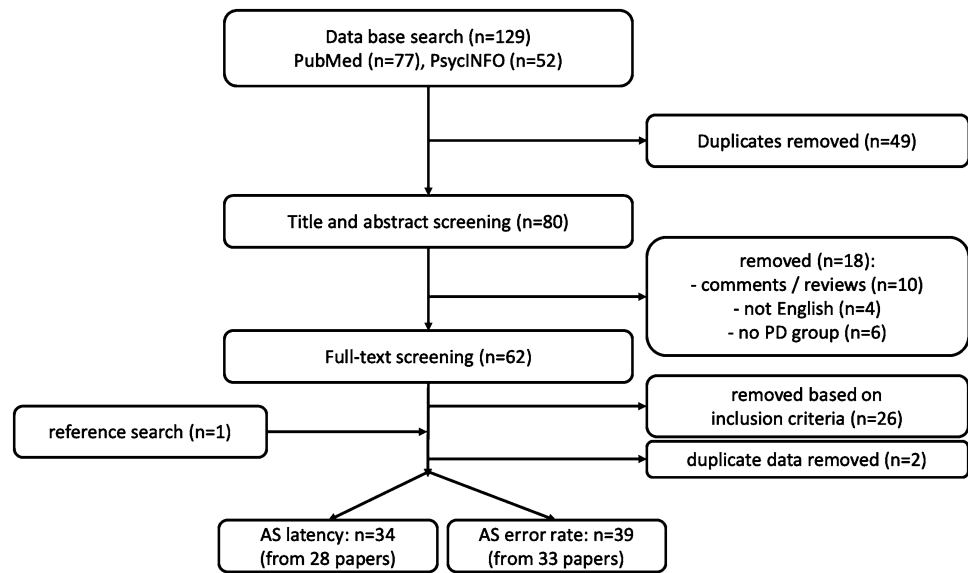 Data base search (n=129)
PubMed (n=77), PsycINFO (n=52)
Duplicates removed (n=49)
Title and abstract screening (n=80)
removed (n=18):
- comments / reviews (n=10)
- not English (n=4)
- no PD group (n=6)
Full-text screening (n=62)
removed based on
inclusion criteria (n=26)
reference search (n=1)
duplicate data removed (n=2)
AS latency: n=34
(from 28 papers)
AS error rate: n=39
(from 33 papers)